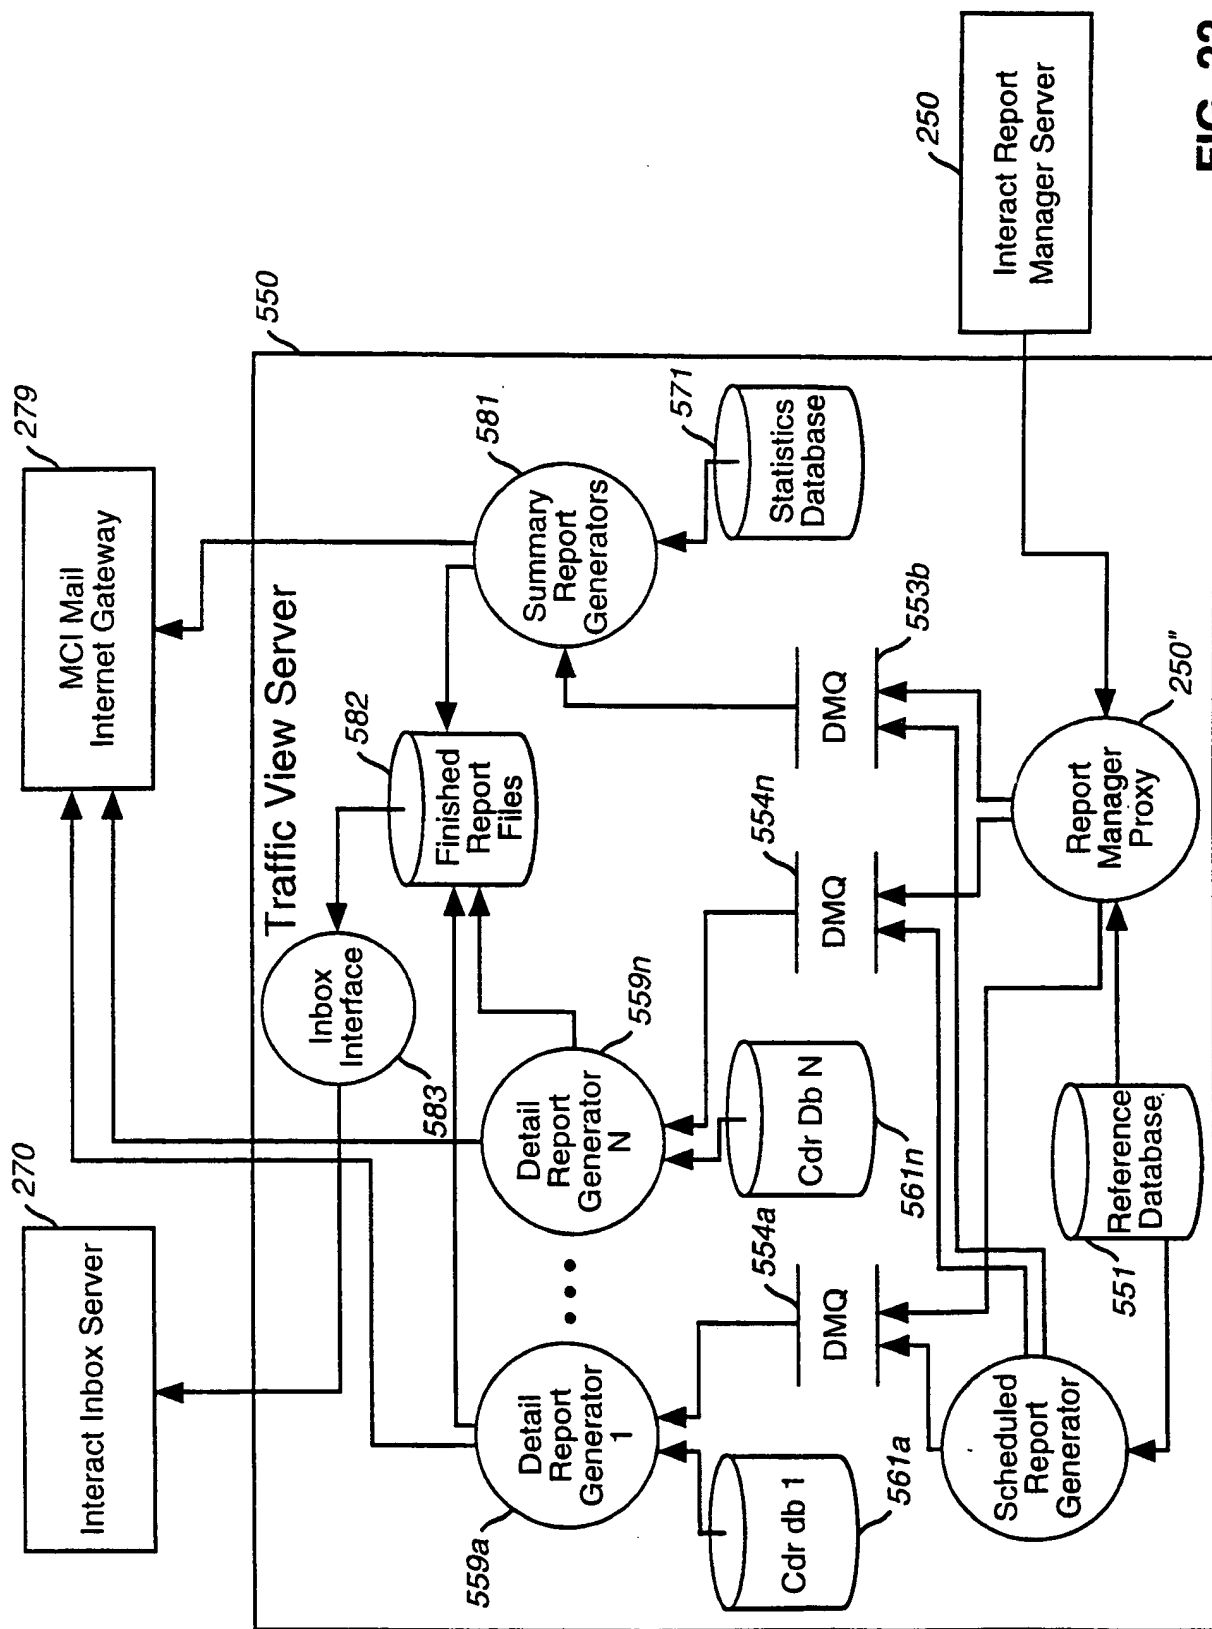 270
Interact Inbox Server
279
MCI Mail
Internet Gateway
550
Traffic View Server
Inbox
Interface
583
582
Finished
Report
Files
581
Summary
Report
Generators
559a
Detail
Report
Generator
1
Detail
Report
Generator
N
559n
571
Statistics
Database
Cdr db 1
561a
Cdr Db N
561n
554a
DMQ
554n
DMQ
553b
DMQ
Scheduled
Report
Generator
551
Reference
Database
Report
Manager
Proxy
250"
250
Interact Report
Manager Server
FIG.